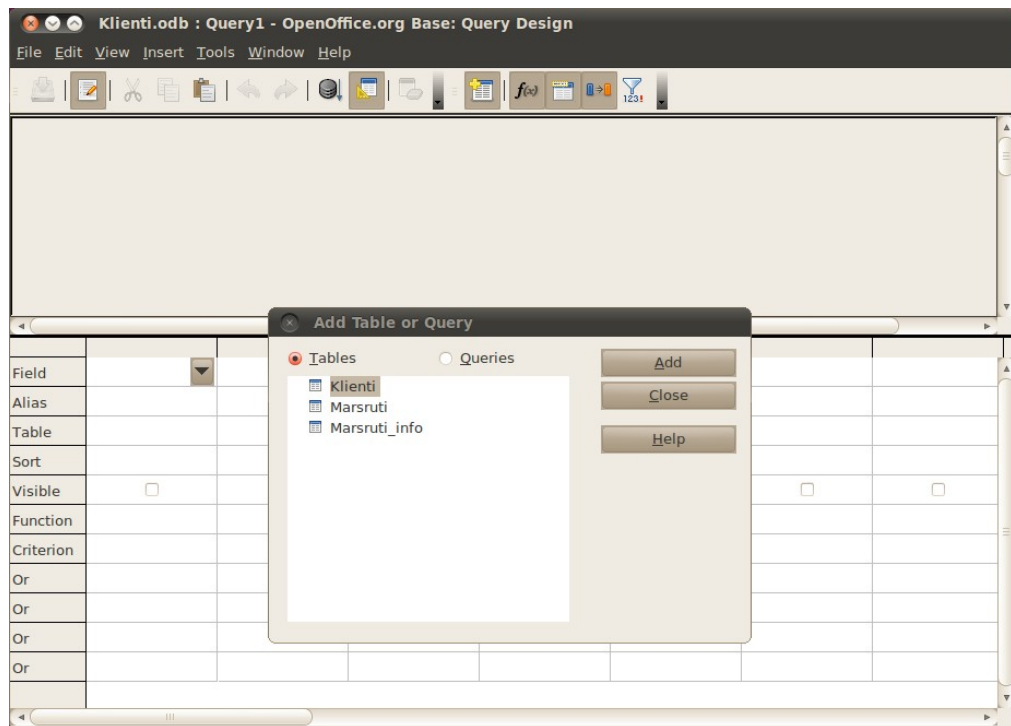 Klienti.odb : Query1 - OpenOffice.org Base: Query Design
File Edit View Insert Tools Window Help
f(x) 123!
Add Table or Query
Tables Queries
Klienti
Marsruti
Marsruti_info
Add
Close
Help
Field
Alias
Table
Sort
Visible
Function
Criterion
Or
Or
Or
Or